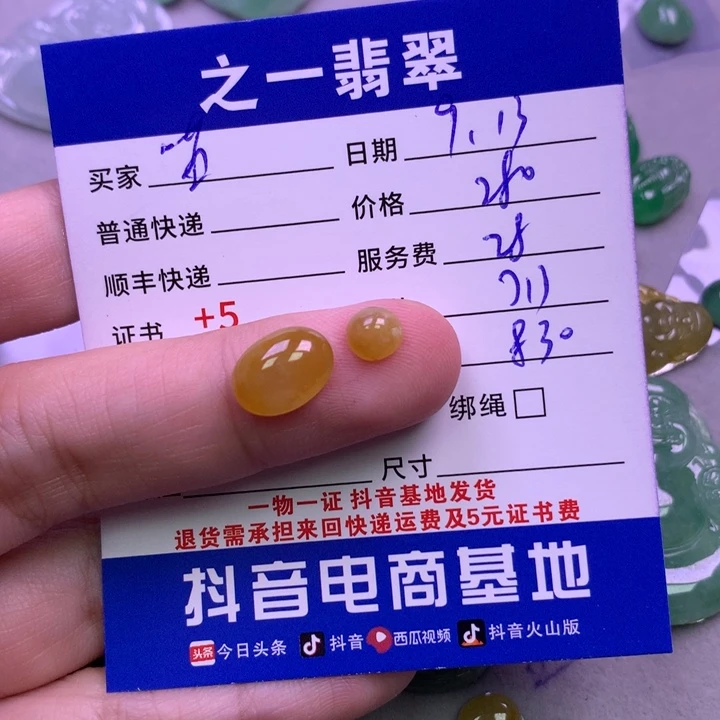 之一翡翠
买家 日期 9.13
普通快递 价格 280
顺丰快递 服务费 28
证书 +5 711
830
绑绳
尺寸
一物一证 抖音基地发货
退货需承担来回快递运费及5元证书费
抖音电商基地
头条 今日头条 抖音 西瓜视频 抖音火山版